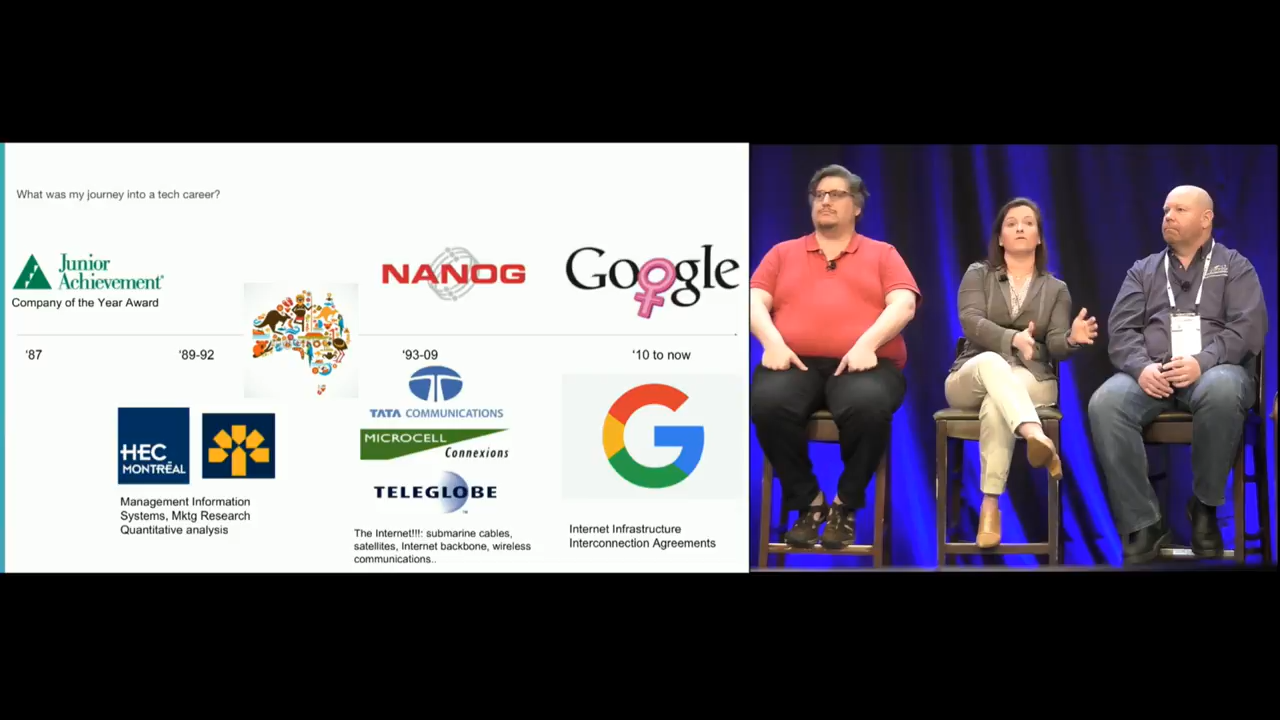 What was my journey into a tech career?
Junior
Achievement
Company of the Year Award
NANOG
Google
'87
'89-92
'93-09
'10 to now
TATA COMMUNICATIONS
MICROCELL
Connexions
TELEGLOBE
TM
HEC
MONTRĒAL
G
Management Information
Systems, Mktg Research
Quantitative analysis
The Internet!!!: submarine cables,
satellites, Internet backbone, wireless
communications..
Internet Infrastructure
Interconnection Agreements